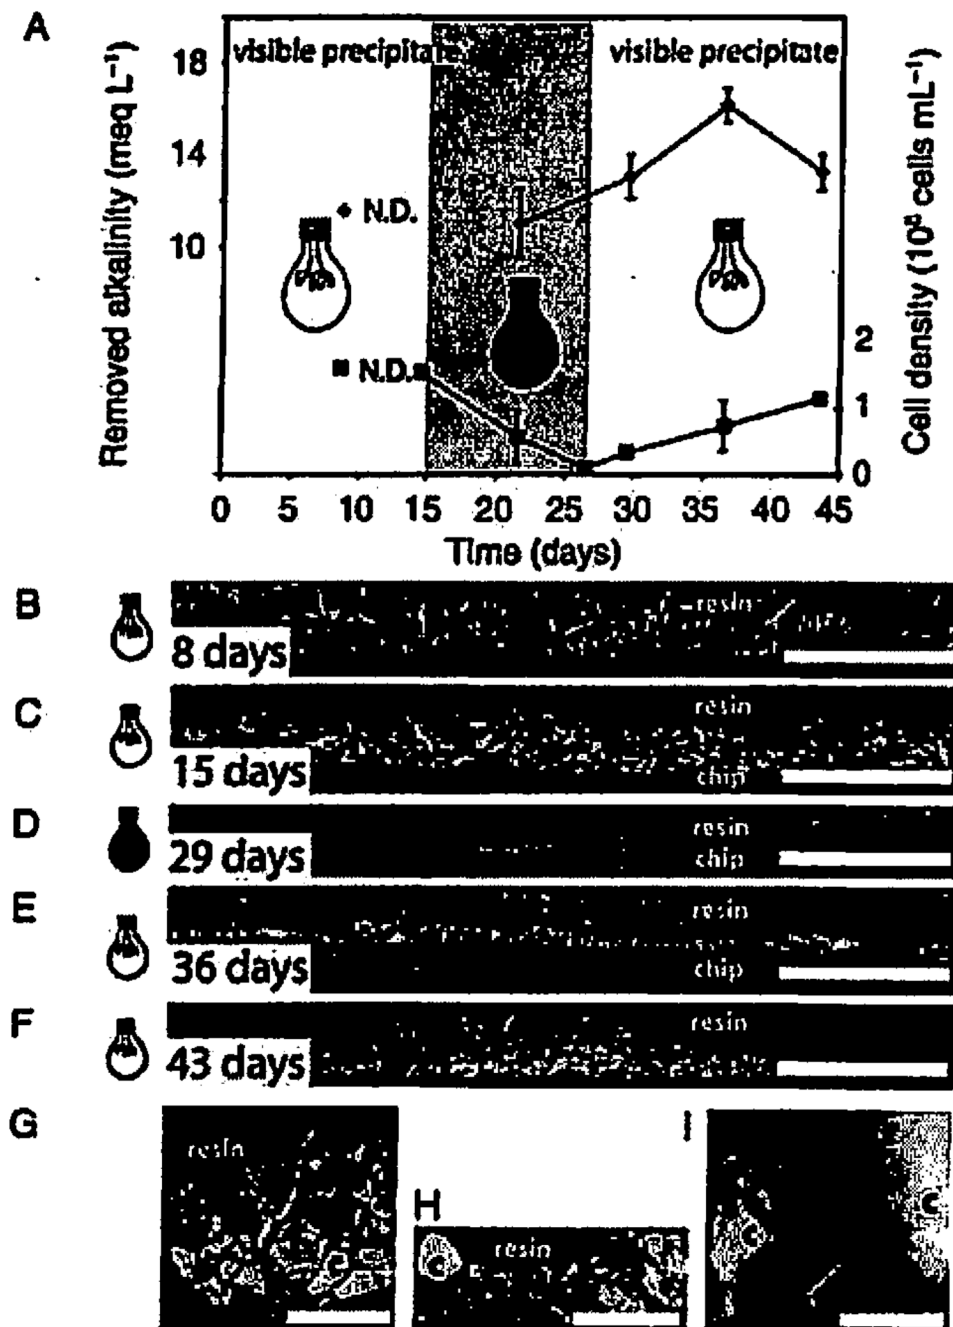 A
Removed alkalinity (meq L⁻¹)
18
14
10
visible precipitate
visible precipitate
N.D.
N.D.
Cell density (10⁸ cells mL⁻¹)
2
1
0
0 5 10 15 20 25 30 35 40 45
Time (days)
B
8 days
resin
C
15 days
resin
chip
D
29 days
resin
chip
E
36 days
resin
chip
F
43 days
resin
G
resin
C
H
resin
C
I
C
C